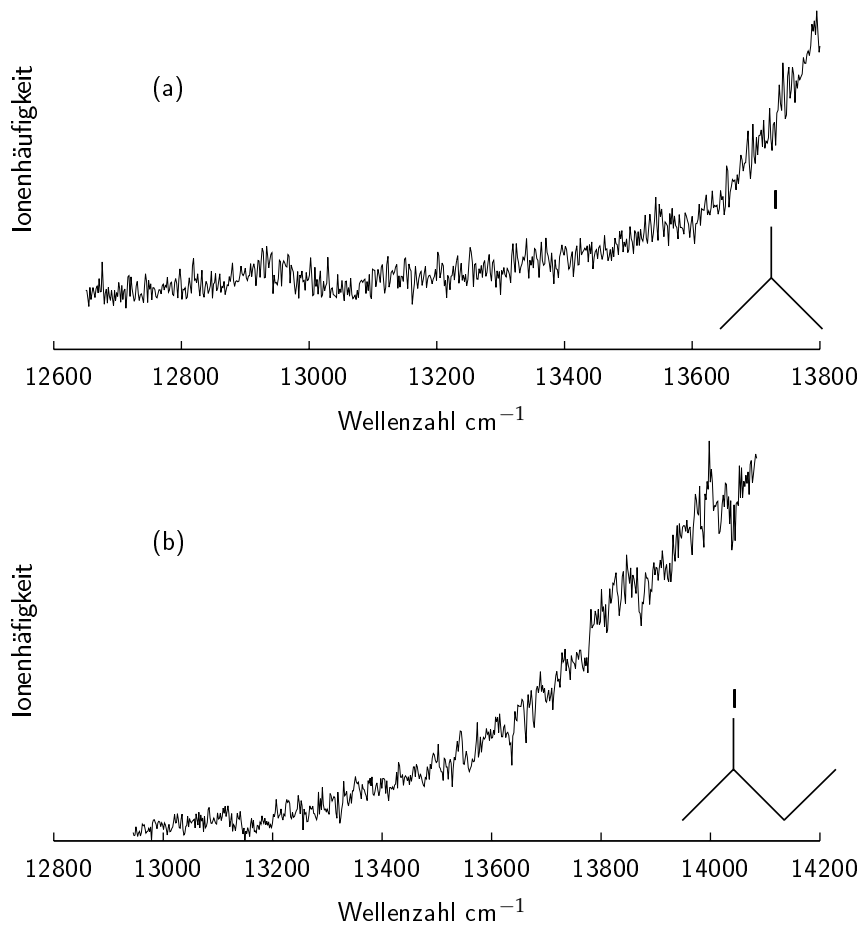 (a)
Ionenhäufigkeit
I
12600 12800 13000 13200 13400 13600 13800
Wellenzahl cm⁻¹
(b)
Ionenhäfigkeit
I
12800 13000 13200 13400 13600 13800 14000 14200
Wellenzahl cm⁻¹